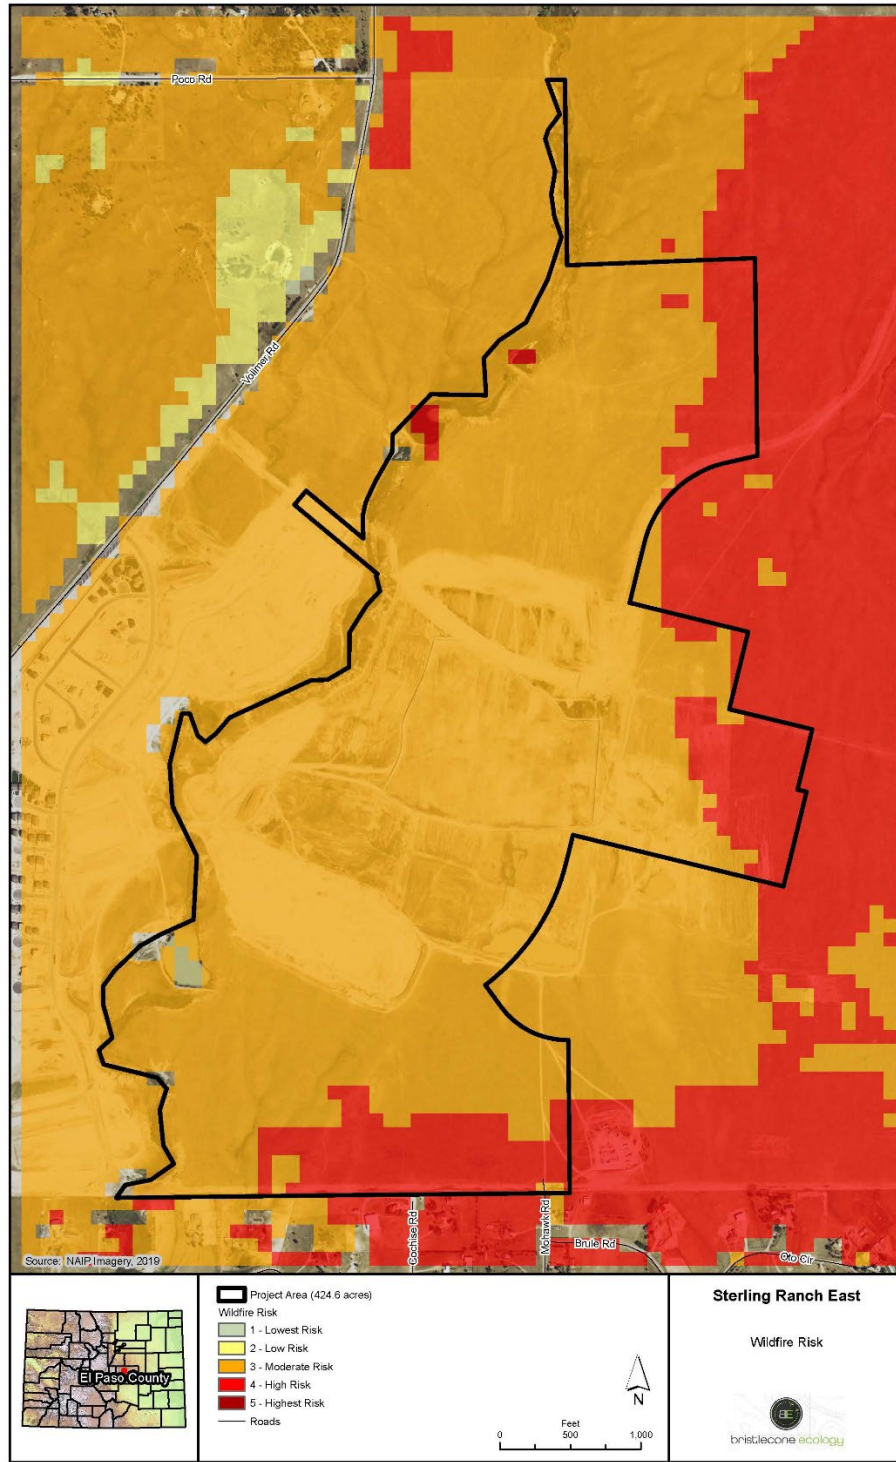 Poco Rd
Vollmer Rd
Cochise Rd
Mohawk Rd
Brule Rd
Oto Cir
Source: NAIP Imagery, 2019
El Paso County
Project Area (424.6 acres)
Wildfire Risk
1 - Lowest Risk
2 - Low Risk
3 - Moderate Risk
4 - High Risk
5 - Highest Risk
Roads
N
Feet
0 500 1,000
Sterling Ranch East
Wildfire Risk
BE
bristlecone ecology